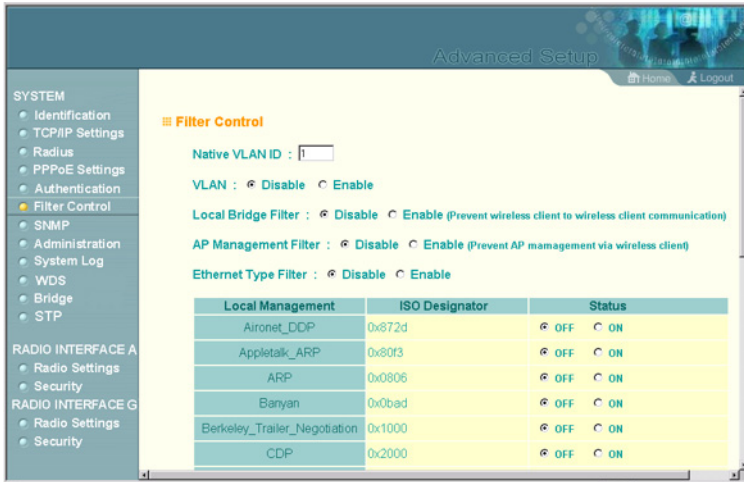 Advanced Setup
Home Logout
SYSTEM
Identification
TCP/IP Settings
Radius
PPPoE Settings
Authentication
Filter Control
SNMP
Administration
System Log
WDS
Bridge
STP
RADIO INTERFACE A
Radio Settings
Security
RADIO INTERFACE G
Radio Settings
Security
Filter Control
Native VLAN ID : 1
VLAN : Disable Enable
Local Bridge Filter : Disable Enable (Prevent wireless client to wireless client communication)
AP Management Filter : Disable Enable (Prevent AP mamagement via wireless client)
Ethernet Type Filter : Disable Enable
Local Management ISO Designator Status
Aironet_DDP 0x872d OFF ON
Appletalk_ARP 0x80f3 OFF ON
ARP 0x0806 OFF ON
Banyan 0x0bad OFF ON
Berkeley_Trailer_Negotiation 0x1000 OFF ON
CDP 0x2000 OFF ON